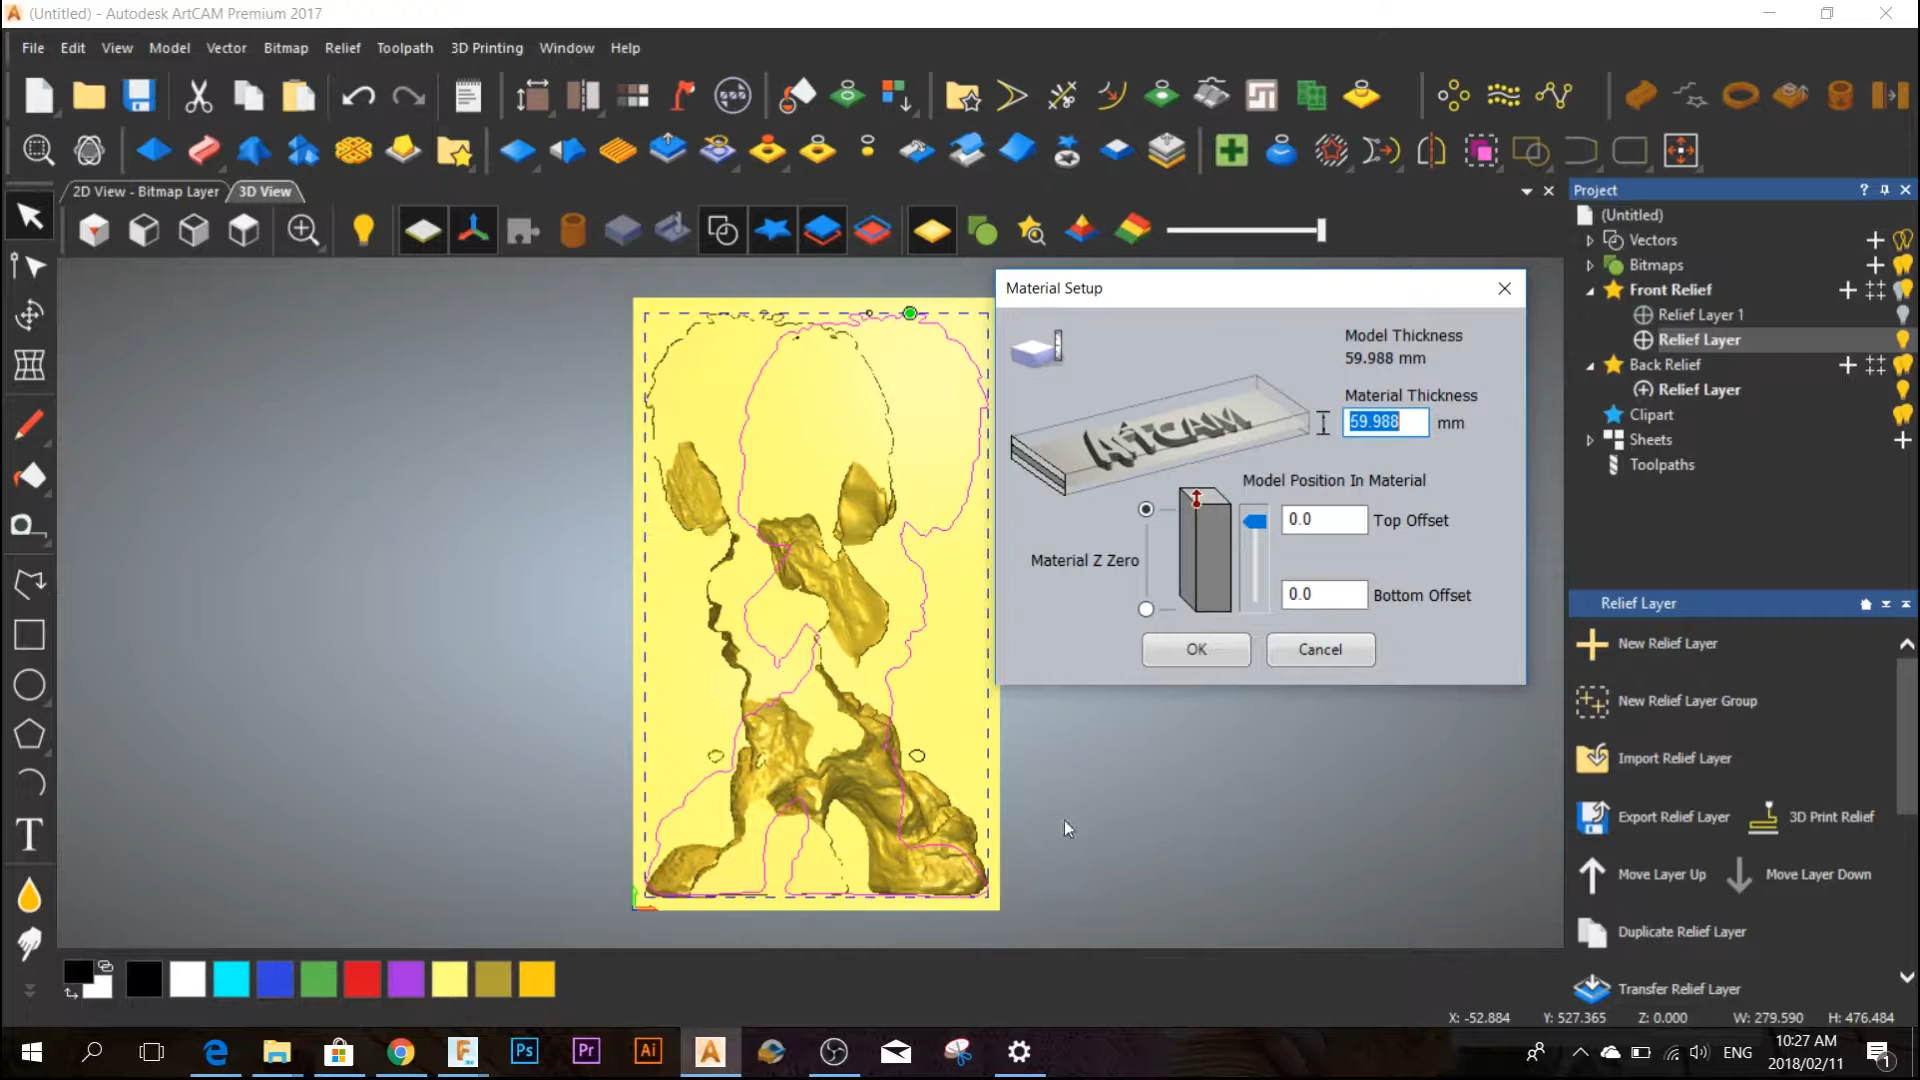 (Untitled) - Autodesk ArtCAM Premium 2017
File Edit View Model Vector Bitmap Relief Toolpath 3D Printing Window Help
2D View - Bitmap Layer 3D View
Project
(Untitled)
Vectors
Bitmaps
Front Relief
Relief Layer 1
Relief Layer
Back Relief
Relief Layer
Clipart
Sheets
Toolpaths
Material Setup
Model Thickness
59.988 mm
Material Thickness
59.988 mm
ArtCAM
Model Position In Material
0.0 Top Offset
Material Z Zero
0.0 Bottom Offset
OK Cancel
Relief Layer
New Relief Layer
New Relief Layer Group
Import Relief Layer
Export Relief Layer 3D Print Relief
Move Layer Up Move Layer Down
Duplicate Relief Layer
Transfer Relief Layer
X: -52.884 Y: 527.365 Z: 0.000 W: 279.590 H: 476.484
Ps Pr Ai
ENG
10:27 AM
2018/02/11
1